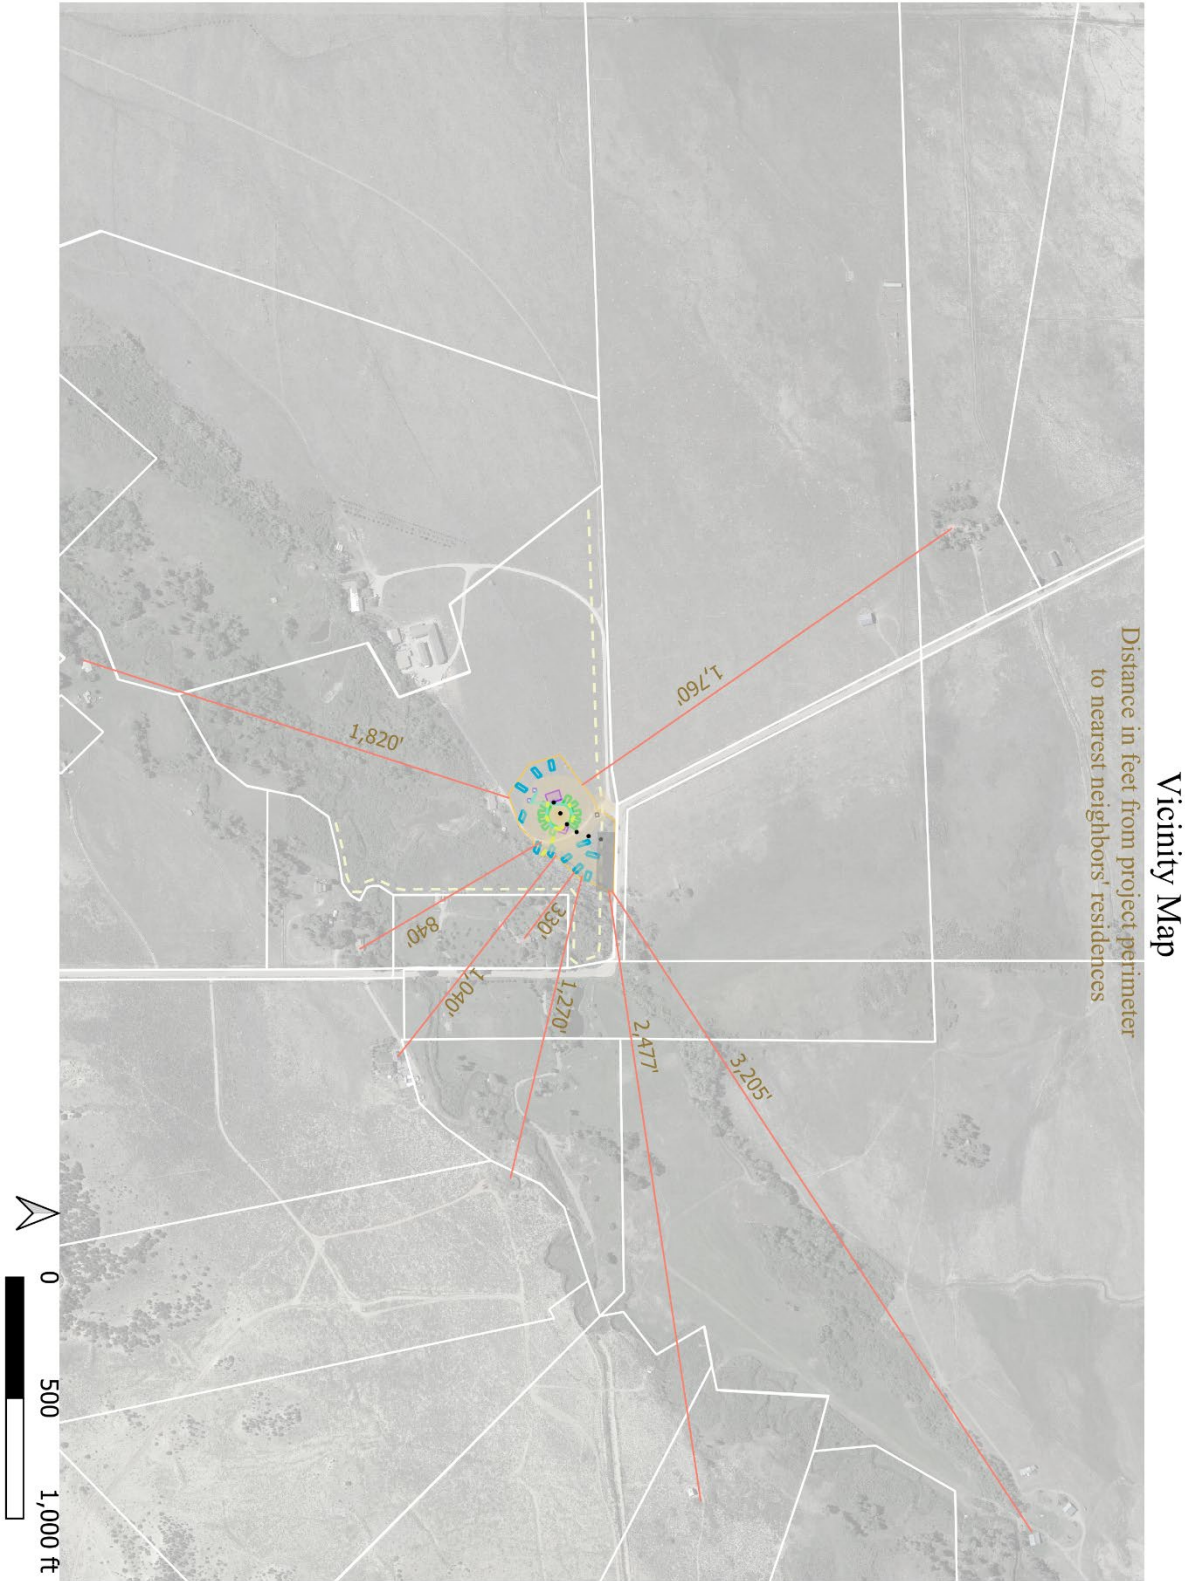 Vicinity Map
Distance in feet from project perimeter
to nearest neighbors' residences
3,205'
2,477'
1,760'
1,270'
330'
1,040'
840'
1,820'
0
500
1,000 ft